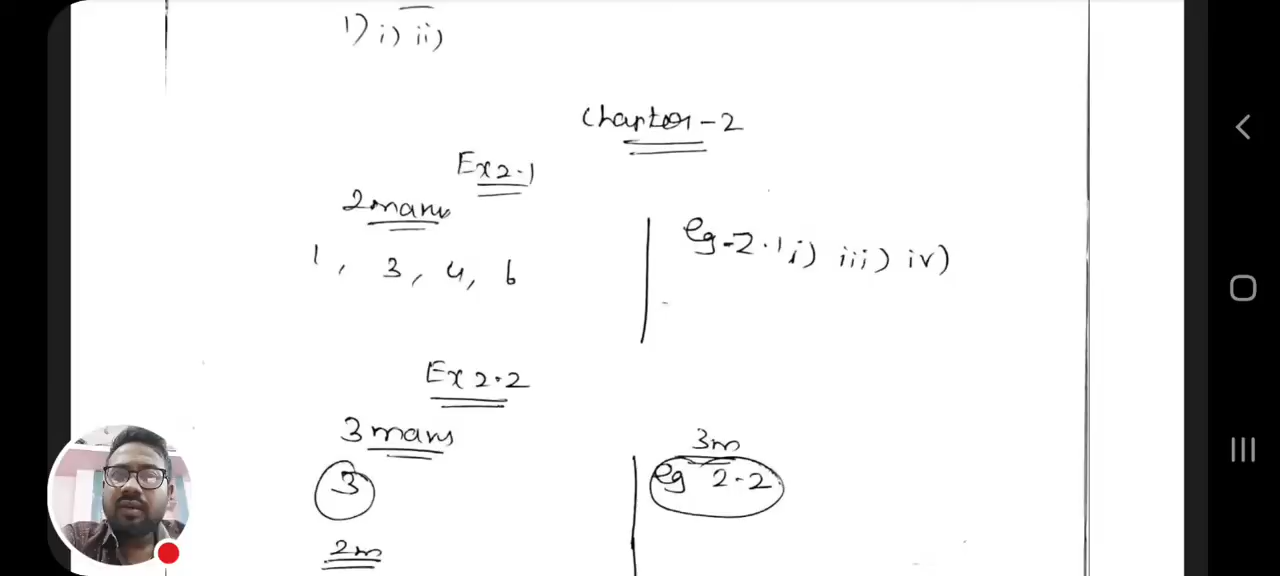 1) i) ii)
Chapter-2
Ex 2.1
2 marks
1, 3, 4, 6
eg-2.1 i) iii) iv)
Ex 2.2
3 marks
3m
3
eg 2.2
2m